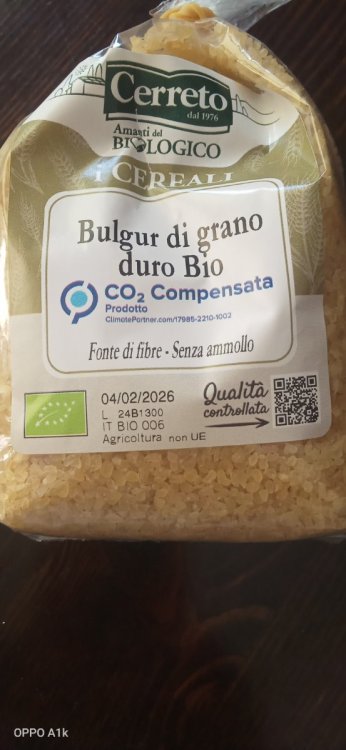 Cerreto
dal 1976
Amanti del
BIOLOGICO
I CEREALI
Bulgur di grano
duro Bio
CO₂ Compensata
Prodotto
ClimatePartner.com/17985-2210-1002
Fonte di fibre - Senza ammollo
04/02/2026
L 24B1300
IT BIO 006
Agricoltura non UE
Qualità
controllata
OPPO A1k